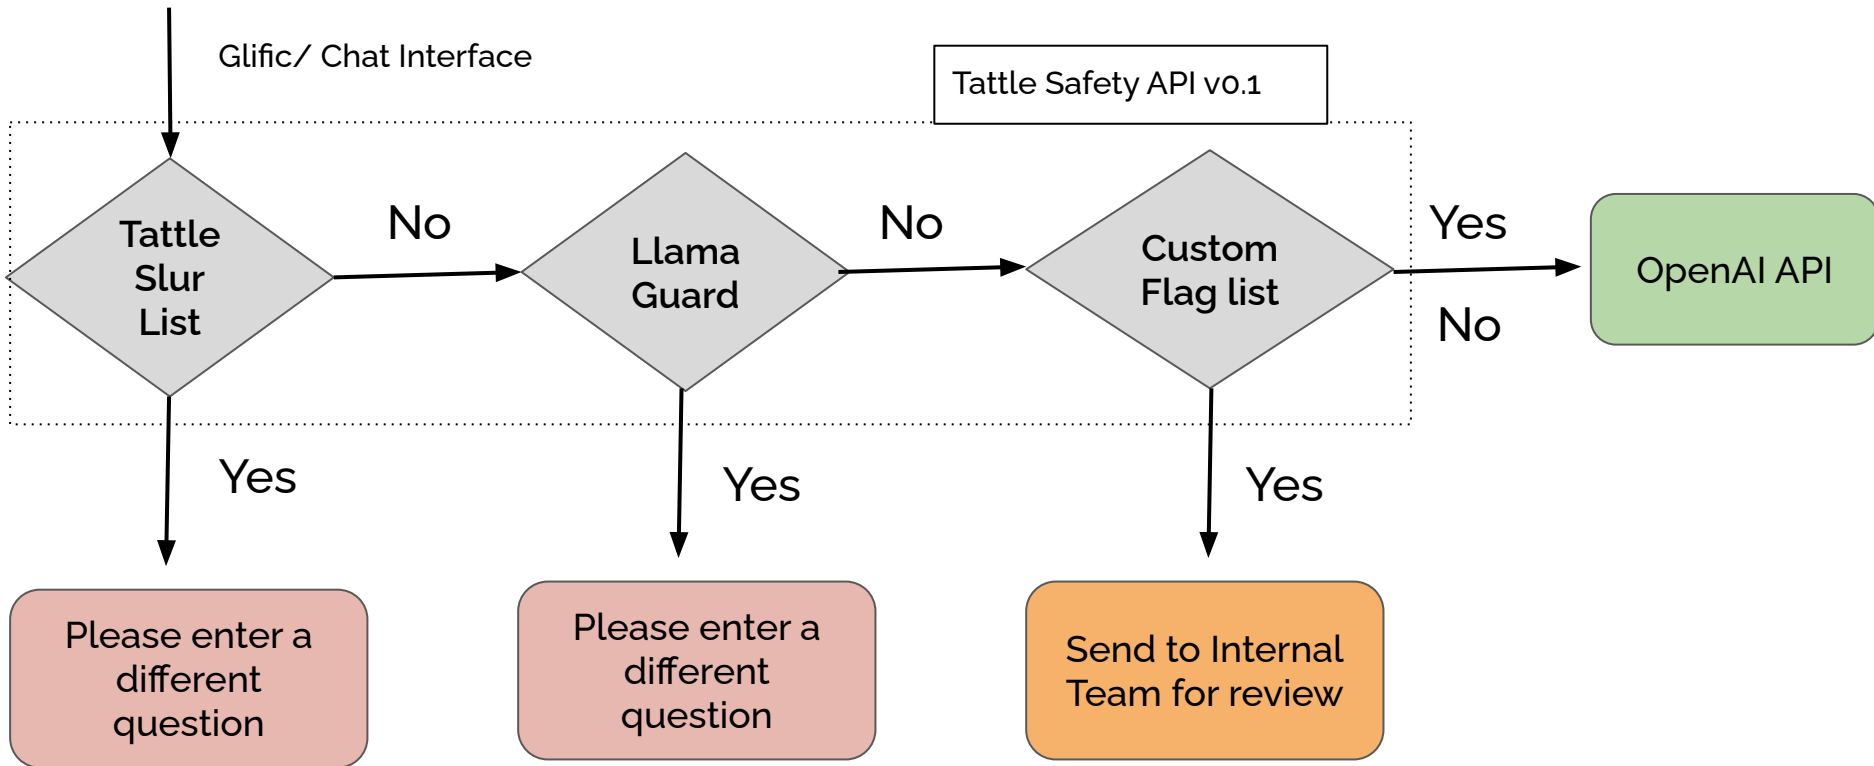 Glific/ Chat Interface
Tattle Safety API v0.1
Tattle
Slur
List
No
Llama
Guard
No
Custom
Flag list
Yes
No
OpenAI API
Yes
Yes
Yes
Please enter a
different
question
Please enter a
different
question
Send to Internal
Team for review